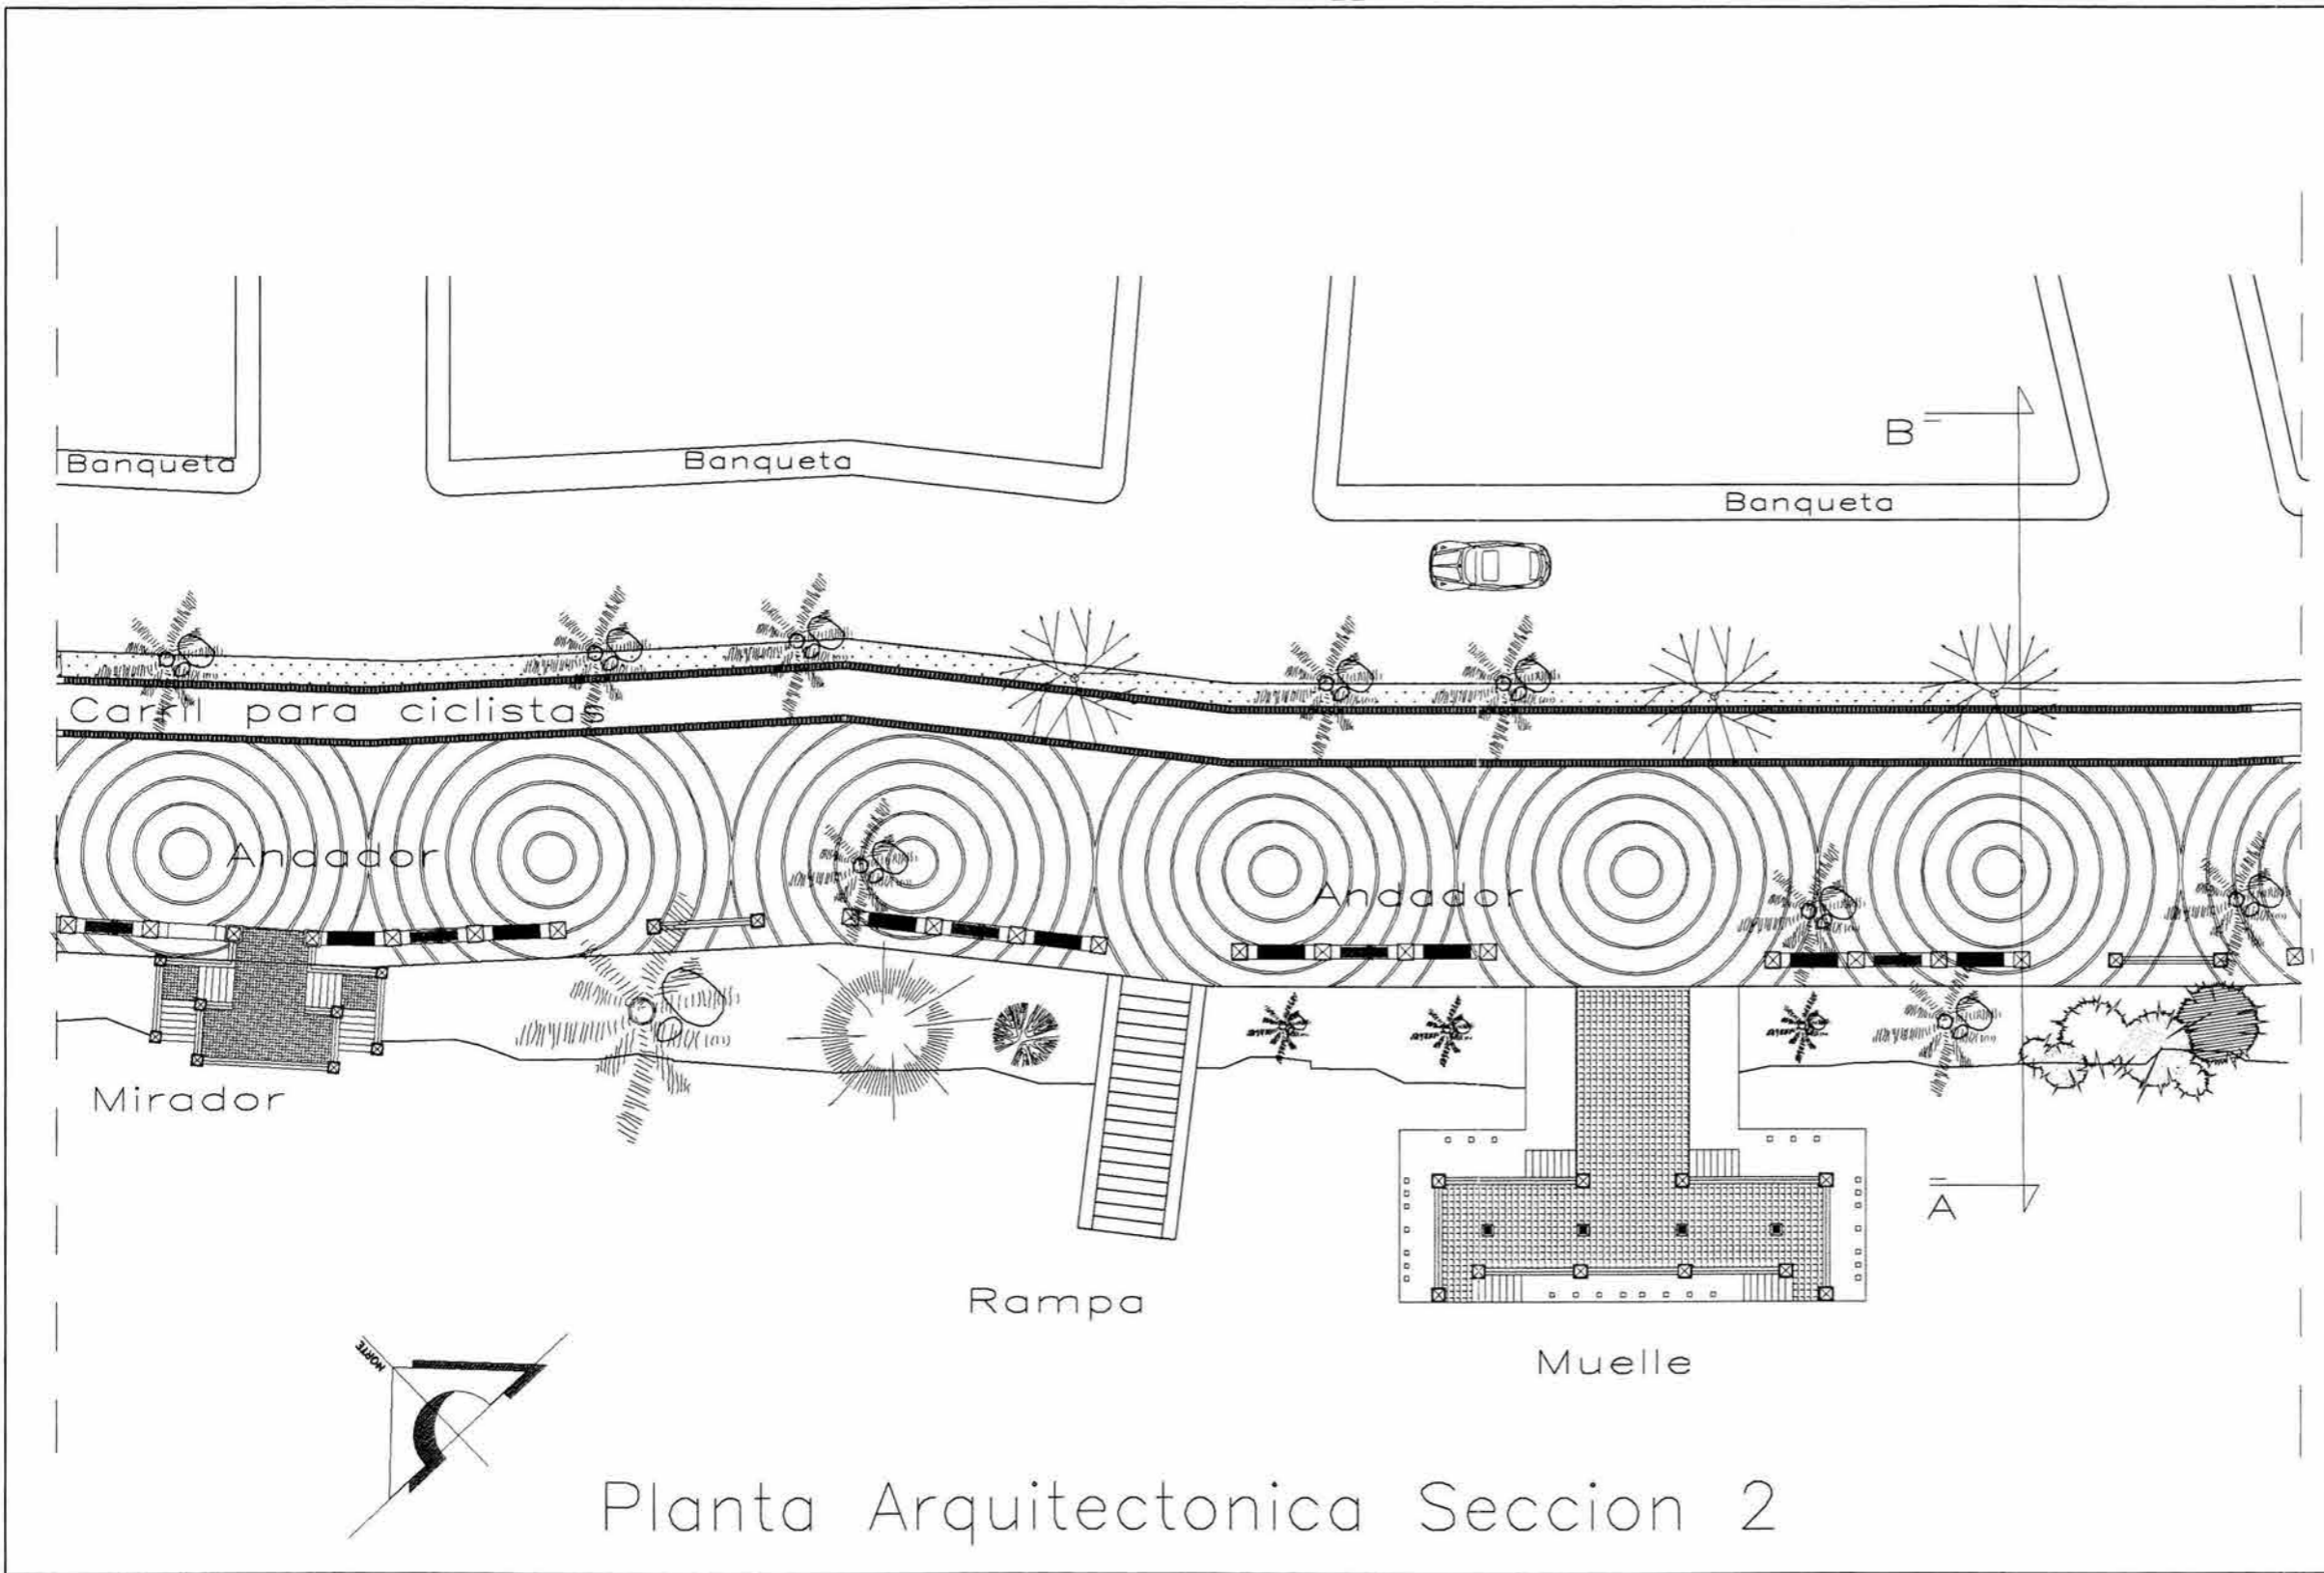 B
Banqueta
Banqueta
Banqueta
Carril para ciclistas
Andador
Andador
Mirador
A
Rampa
Muelle
NORTE
Planta Arquitectonica Seccion 2